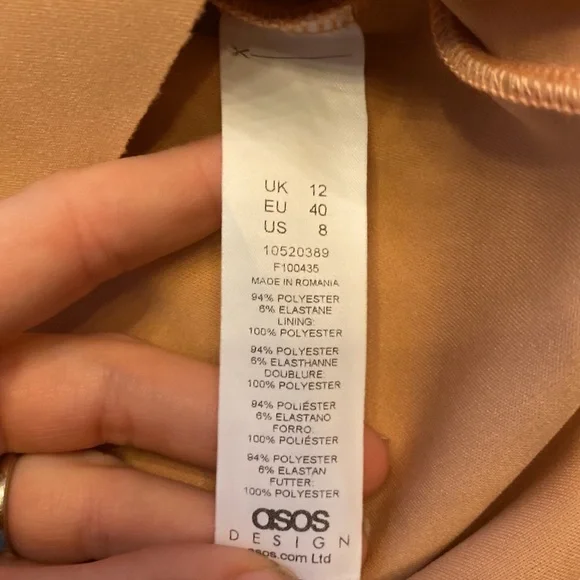 UK 12
EU 40
US 8
10520389
F100435
MADE IN ROMANIA
94% POLYESTER
6% ELASTANE
LINING:
100% POLYESTER
94% POLYESTER
6% ELASTHANNE
DOUBLURE:
100% POLYESTER
94% POLIÉSTER
6% ELASTANO
FORRO:
100% POLIÉSTER
94% POLYESTER
6% ELASTAN
FUTTER:
100% POLYESTER
asos
DESIGN
asos.com Ltd